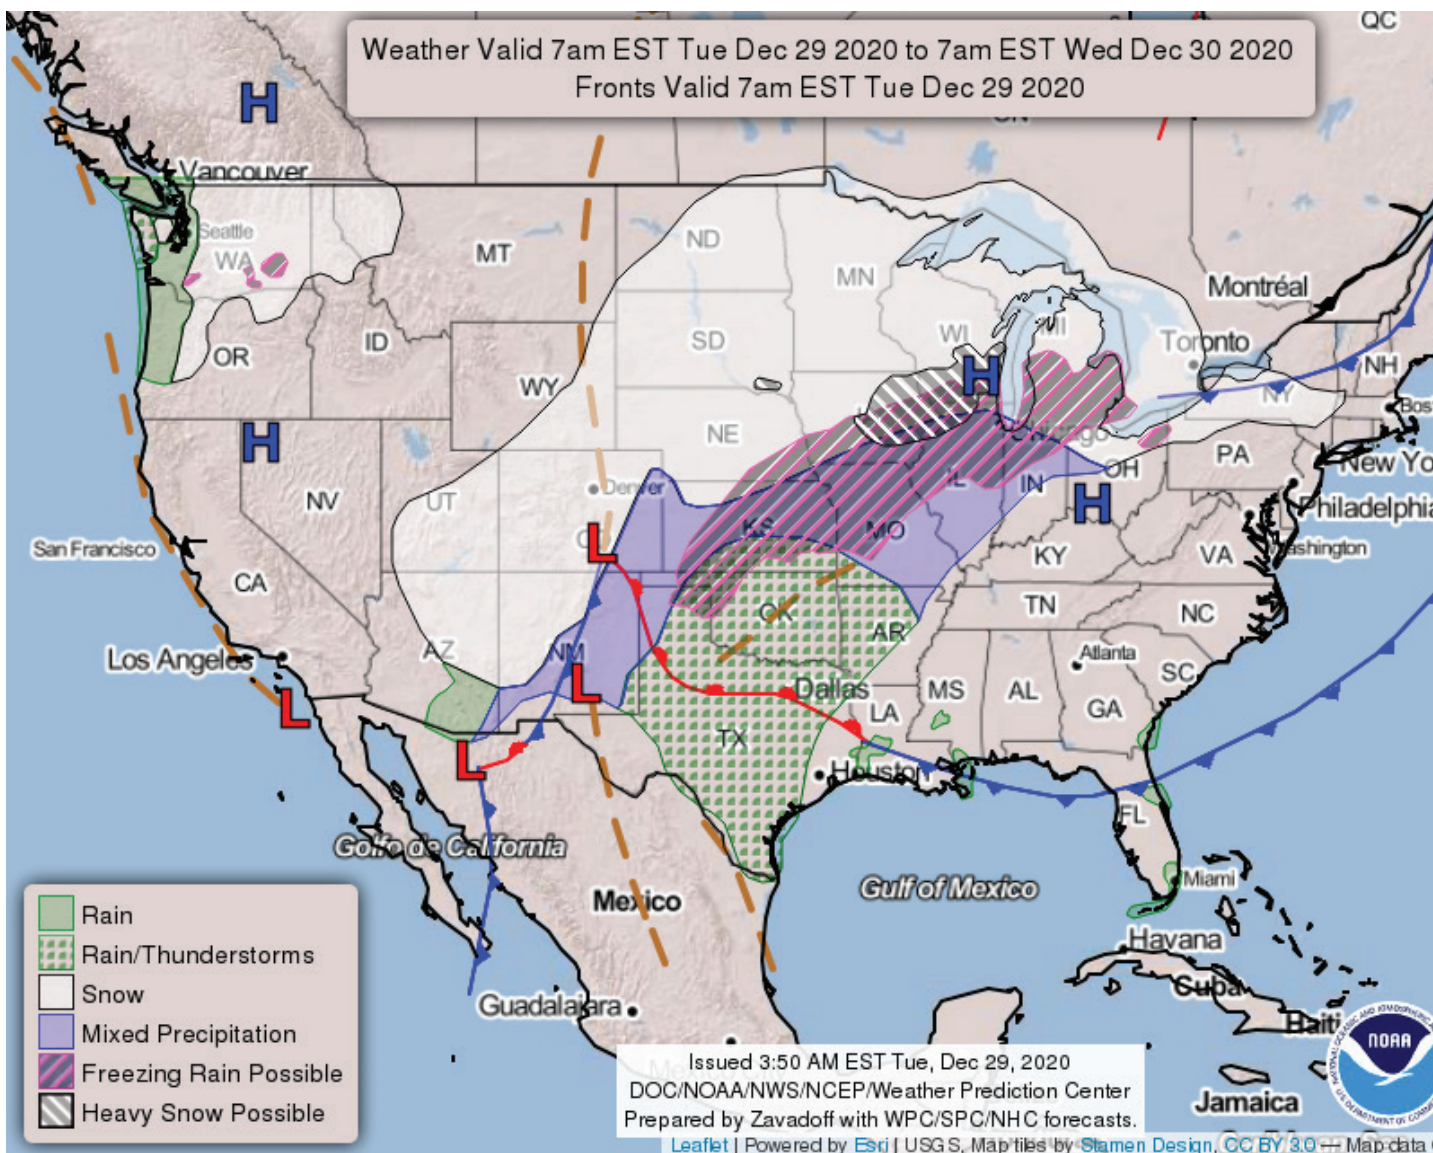 QC
Weather Valid 7am EST Tue Dec 29 2020 to 7am EST Wed Dec 30 2020
Fronts Valid 7am EST Tue Dec 29 2020
ON
H
Vancouver
Seattle
WA
MT
ND
MN
Montréal
OR
ID
SD
WI
MI
Toronto
NH
WY
H
NY
Boston
H
NE
Chicago
PA
New Yo
NV
UT
Denver
IL
IN
OH
H
Philadelphia
San Francisco
CA
L
KS
MO
KY
VA
Washington
Los Angeles
AZ
NM
OK
AR
TN
NC
L
L
Dallas
MS
AL
Atlanta
GA
SC
LA
L
TX
Houston
FL
Golfo de California
Mexico
Gulf of Mexico
Miami
Havana
Cuba
Guadalajara
Haiti
Jamaica
Rain
Rain/Thunderstorms
Snow
Mixed Precipitation
Freezing Rain Possible
Heavy Snow Possible
NOAA
Issued 3:50 AM EST Tue, Dec 29, 2020
DOC/NOAA/NWS/NCEP/Weather Prediction Center
Prepared by Zavadoff with WPC/SPC/NHC forecasts.
Leaflet | Powered by Esri | USGS, Map tiles by Stamen Design, CC BY 3.0 — Map data